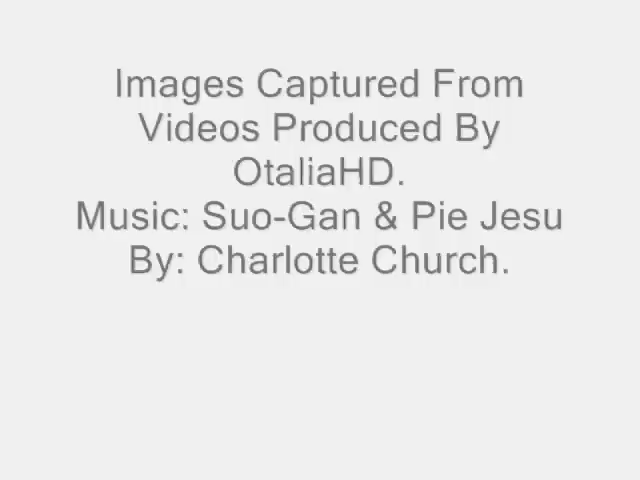 Images Captured From
Videos Produced By
OtaliaHD.
Music: Suo-Gan & Pie Jesu
By: Charlotte Church.